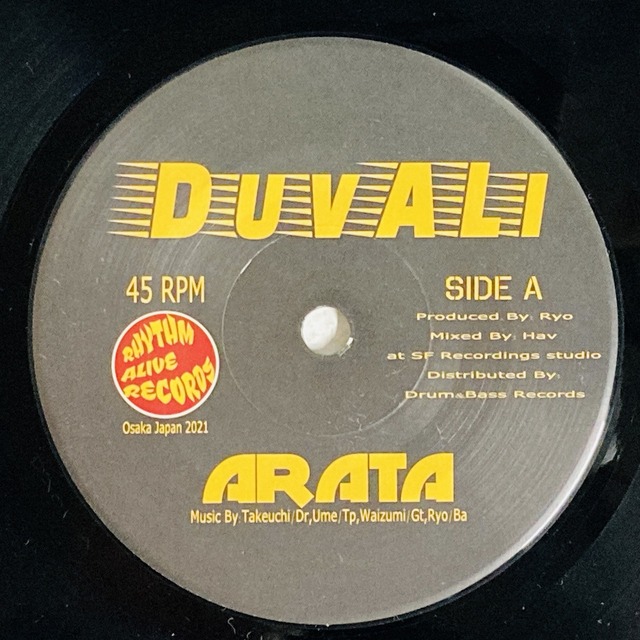 DUVALI
45 RPM
SIDE A
Produced By: Ryo
Mixed By: Hav
at SF Recordings studio
Distributed By:
Drum&Bass Records
RHYTHM
ALIVE
RECORDS
Osaka Japan 2021
ARATA
Music By Takeuchi/Dr,Ume/Tp,Waizumi/Gt,Ryo/Ba